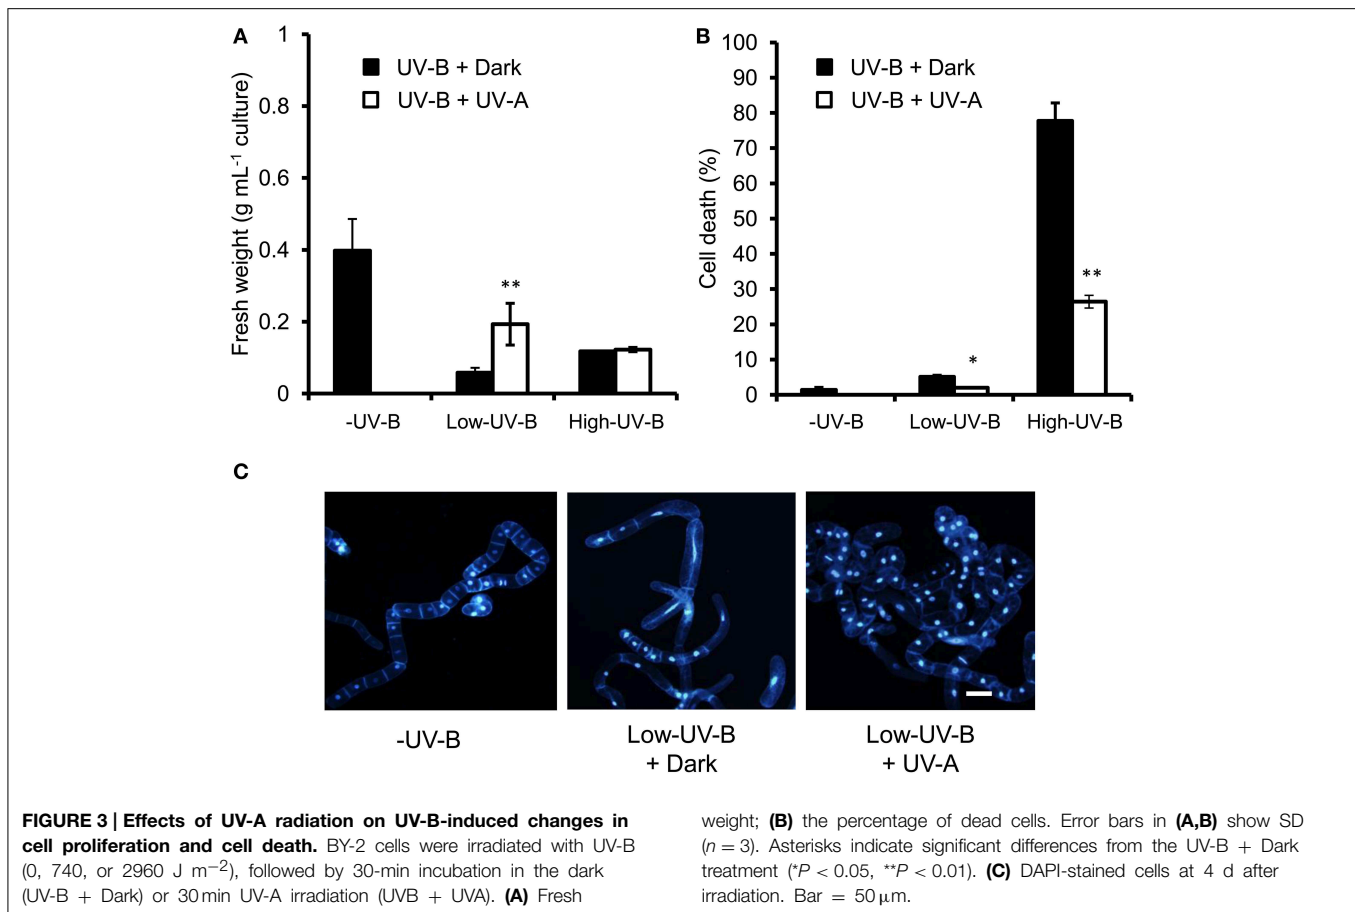 A
Fresh weight (g mL-1 culture)
1
0.8
0.6
0.4
0.2
0
UV-B + Dark
UV-B + UV-A
**
-UV-B
Low-UV-B
High-UV-B
B
Cell death (%)
100
90
80
70
60
50
40
30
20
10
0
UV-B + Dark
UV-B + UV-A
*
**
-UV-B
Low-UV-B
High-UV-B
C
-UV-B
Low-UV-B
+ Dark
Low-UV-B
+ UV-A
FIGURE 3 | Effects of UV-A radiation on UV-B-induced changes in
cell proliferation and cell death. BY-2 cells were irradiated with UV-B
(0, 740, or 2960 J m−2), followed by 30-min incubation in the dark
(UV-B + Dark) or 30 min UV-A irradiation (UVB + UVA). (A) Fresh
weight; (B) the percentage of dead cells. Error bars in (A,B) show SD
(n = 3). Asterisks indicate significant differences from the UV-B + Dark
treatment (*P < 0.05, **P < 0.01). (C) DAPI-stained cells at 4 d after
irradiation. Bar = 50 μm.